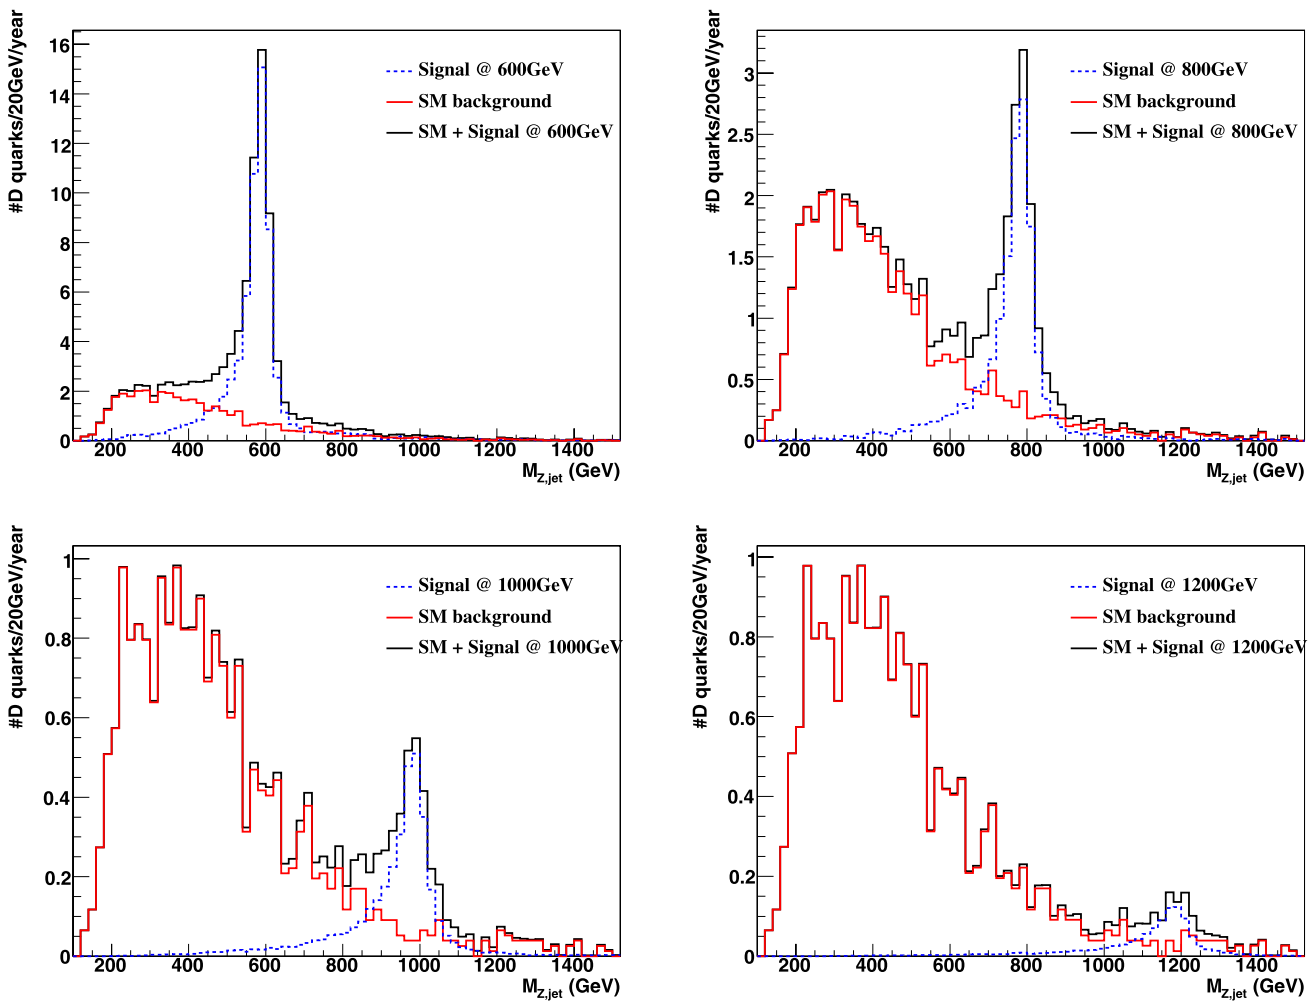 #D quarks/20GeV/year
16
14
12
10
8
6
4
2
0
Signal @ 600GeV
SM background
SM + Signal @ 600GeV
200 400 600 800 1000 1200 1400
M_Z,jet (GeV)
#D quarks/20GeV/year
3
2.5
2
1.5
1
0.5
0
Signal @ 800GeV
SM background
SM + Signal @ 800GeV
200 400 600 800 1000 1200 1400
M_Z,jet (GeV)
#D quarks/20GeV/year
1
0.8
0.6
0.4
0.2
0
Signal @ 1000GeV
SM background
SM + Signal @ 1000GeV
200 400 600 800 1000 1200 1400
M_Z,jet (GeV)
#D quarks/20GeV/year
1
0.8
0.6
0.4
0.2
0
Signal @ 1200GeV
SM background
SM + Signal @ 1200GeV
200 400 600 800 1000 1200 1400
M_Z,jet (GeV)